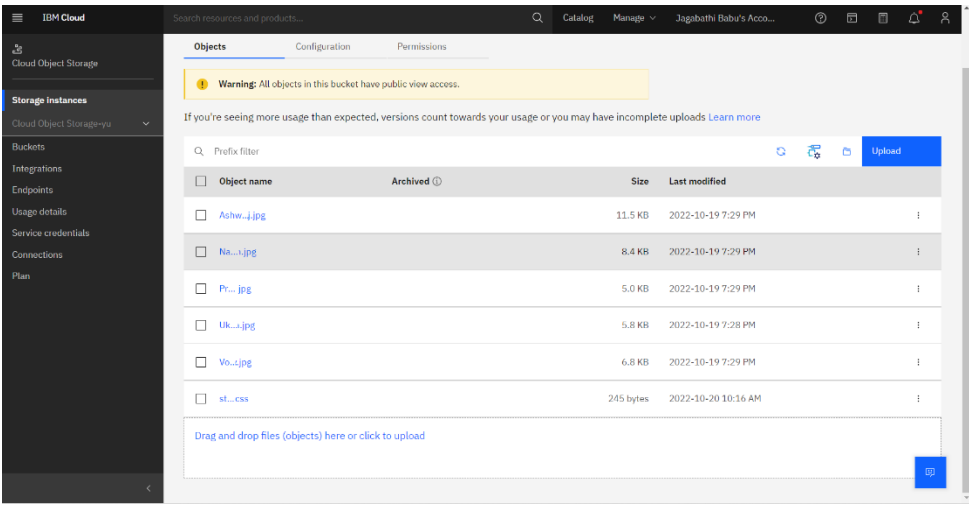 IBM Cloud
Search resources and products...
Catalog
Manage
Jagabathi Babu's Acco...
Cloud Object Storage
Storage instances
Cloud Object Storage-yu
Buckets
Integrations
Endpoints
Usage details
Service credentials
Connections
Plan
Objects Configuration Permissions
Warning: All objects in this bucket have public view access.
If you're seeing more usage than expected, versions count towards your usage or you may have incomplete uploads Learn more
Prefix filter
Upload
Object name Archived Size Last modified
Ashw...j.jpg 11.5 KB 2022-10-19 7:29 PM
Na...ı.jpg 8.4 KB 2022-10-19 7:29 PM
Pr... jpg 5.0 KB 2022-10-19 7:29 PM
Uk...jpg 5.8 KB 2022-10-19 7:28 PM
Vo...jpg 6.8 KB 2022-10-19 7:29 PM
st...css 245 bytes 2022-10-20 10:16 AM
Drag and drop files (objects) here or click to upload